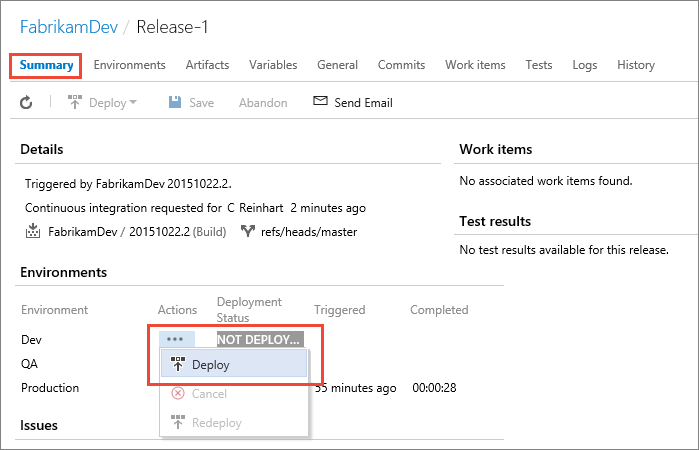 FabrikamDev / Release-1
Summary Environments Artifacts Variables General Commits Work items Tests Logs History
Deploy Save Abandon Send Email
Details
Triggered by FabrikamDev 20151022.2.
Continuous integration requested for C Reinhart 2 minutes ago
FabrikamDev / 20151022.2 (Build) refs/heads/master
Work items
No associated work items found.
Test results
No test results available for this release.
Environments
Environment Actions Deployment Status Triggered Completed
Dev ... NOT DEPLOY...
QA
Deploy
Production 55 minutes ago 00:00:28
Cancel
Redeploy
Issues